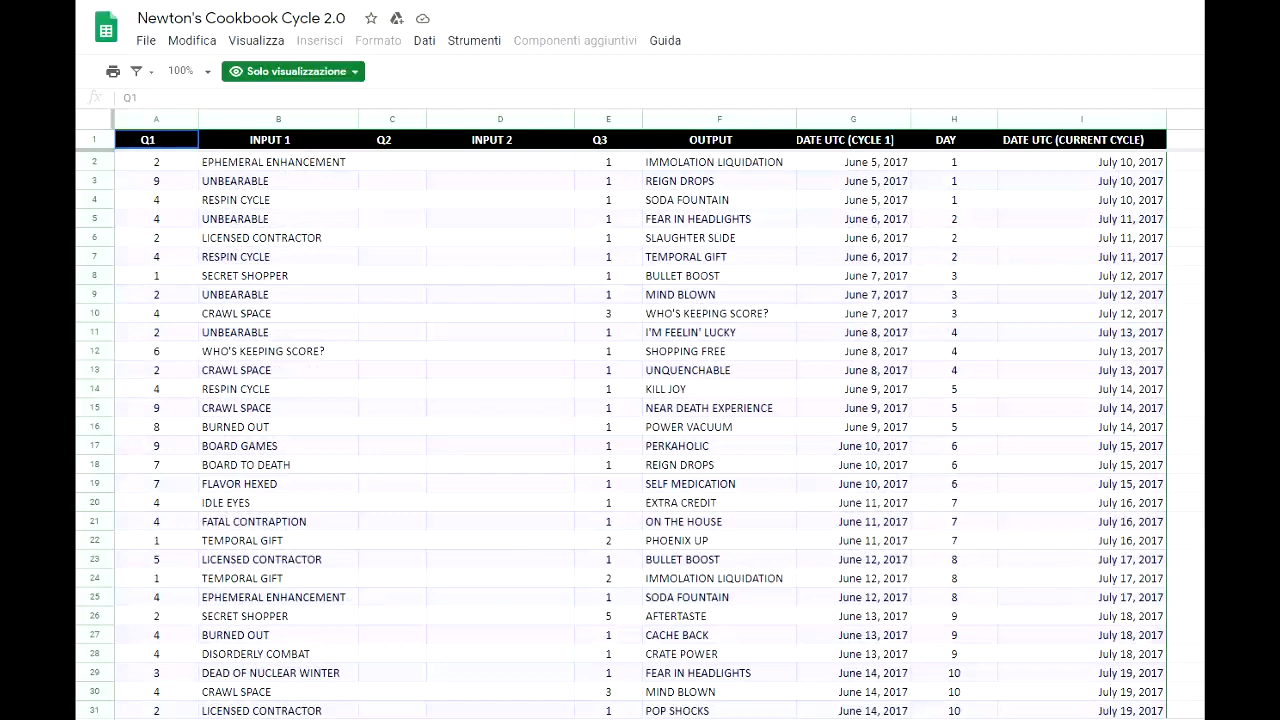 Newton's Cookbook Cycle 2.0
File Modifica Visualizza Inserisci Formato Dati Strumenti Componenti aggiuntivi Guida
100% Solo visualizzazione
fx Q1
A B C D E F G H I
1 Q1 INPUT 1 Q2 INPUT 2 Q3 OUTPUT DATE UTC (CYCLE 1] DAY DATE UTC (CURRENT CYCLE)
2 2 EPHEMERAL ENHANCEMENT 1 IMMOLATION LIQUIDATION June 5, 2017 1 July 10, 2017
3 9 UNBEARABLE 1 REIGN DROPS June 5, 2017 1 July 10, 2017
4 4 RESPIN CYCLE 1 SODA FOUNTAIN June 5, 2017 1 July 10, 2017
5 4 UNBEARABLE 1 FEAR IN HEADLIGHTS June 6, 2017 2 July 11, 2017
6 2 LICENSED CONTRACTOR 1 SLAUGHTER SLIDE June 6, 2017 2 July 11, 2017
7 4 RESPIN CYCLE 1 TEMPORAL GIFT June 6, 2017 2 July 11, 2017
8 1 SECRET SHOPPER 1 BULLET BOOST June 7, 2017 3 July 12, 2017
9 2 UNBEARABLE 1 MIND BLOWN June 7, 2017 3 July 12, 2017
10 4 CRAWL SPACE 3 WHO'S KEEPING SCORE? June 7, 2017 3 July 12, 2017
11 2 UNBEARABLE 1 I'M FEELIN' LUCKY June 8, 2017 4 July 13, 2017
12 6 WHO'S KEEPING SCORE? 1 SHOPPING FREE June 8, 2017 4 July 13, 2017
13 2 CRAWL SPACE 1 UNQUENCHABLE June 8, 2017 4 July 13, 2017
14 4 RESPIN CYCLE 1 KILL JOY June 9, 2017 5 July 14, 2017
15 9 CRAWL SPACE 1 NEAR DEATH EXPERIENCE June 9, 2017 5 July 14, 2017
16 8 BURNED OUT 1 POWER VACUUM June 9, 2017 5 July 14, 2017
17 9 BOARD GAMES 1 PERKAHOLIC June 10, 2017 6 July 15, 2017
18 7 BOARD TO DEATH 1 REIGN DROPS June 10, 2017 6 July 15, 2017
19 7 FLAVOR HEXED 1 SELF MEDICATION June 10, 2017 6 July 15, 2017
20 4 IDLE EYES 1 EXTRA CREDIT June 11, 2017 7 July 16, 2017
21 4 FATAL CONTRAPTION 1 ON THE HOUSE June 11, 2017 7 July 16, 2017
22 1 TEMPORAL GIFT 2 PHOENIX UP June 11, 2017 7 July 16, 2017
23 5 LICENSED CONTRACTOR 1 BULLET BOOST June 12, 2017 8 July 17, 2017
24 1 TEMPORAL GIFT 2 IMMOLATION LIQUIDATION June 12, 2017 8 July 17, 2017
25 4 EPHEMERAL ENHANCEMENT 1 SODA FOUNTAIN June 12, 2017 8 July 17, 2017
26 2 SECRET SHOPPER 5 AFTERTASTE June 13, 2017 9 July 18, 2017
27 4 BURNED OUT 1 CACHE BACK June 13, 2017 9 July 18, 2017
28 4 DISORDERLY COMBAT 1 CRATE POWER June 13, 2017 9 July 18, 2017
29 3 DEAD OF NUCLEAR WINTER 1 FEAR IN HEADLIGHTS June 14, 2017 10 July 19, 2017
30 4 CRAWL SPACE 3 MIND BLOWN June 14, 2017 10 July 19, 2017
31 2 LICENSED CONTRACTOR 1 POP SHOCKS June 14, 2017 10 July 19, 2017